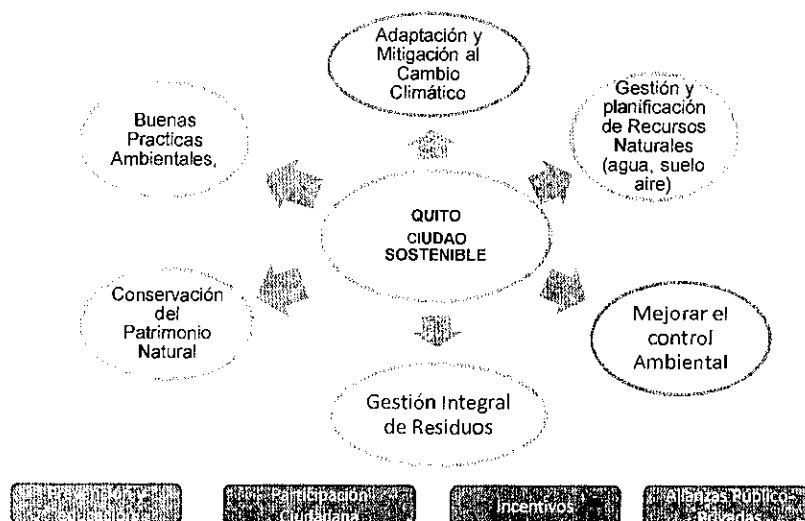 Adaptación y
Mitigación al
Cambio
Climático
Buenas
Practicas
Ambientales,
Gestión y
planificación
de Recursos
Naturales
(agua, suelo
aire)
QUITO
CIUDAO
SOSTENIBLE
Conservación
del
Patrimonio
Natural
Mejorar el
control
Ambiental
Gestión Integral
de Residuos
Prevención y
Participación
Ciudadana
Incentivos
Alianzas Público-